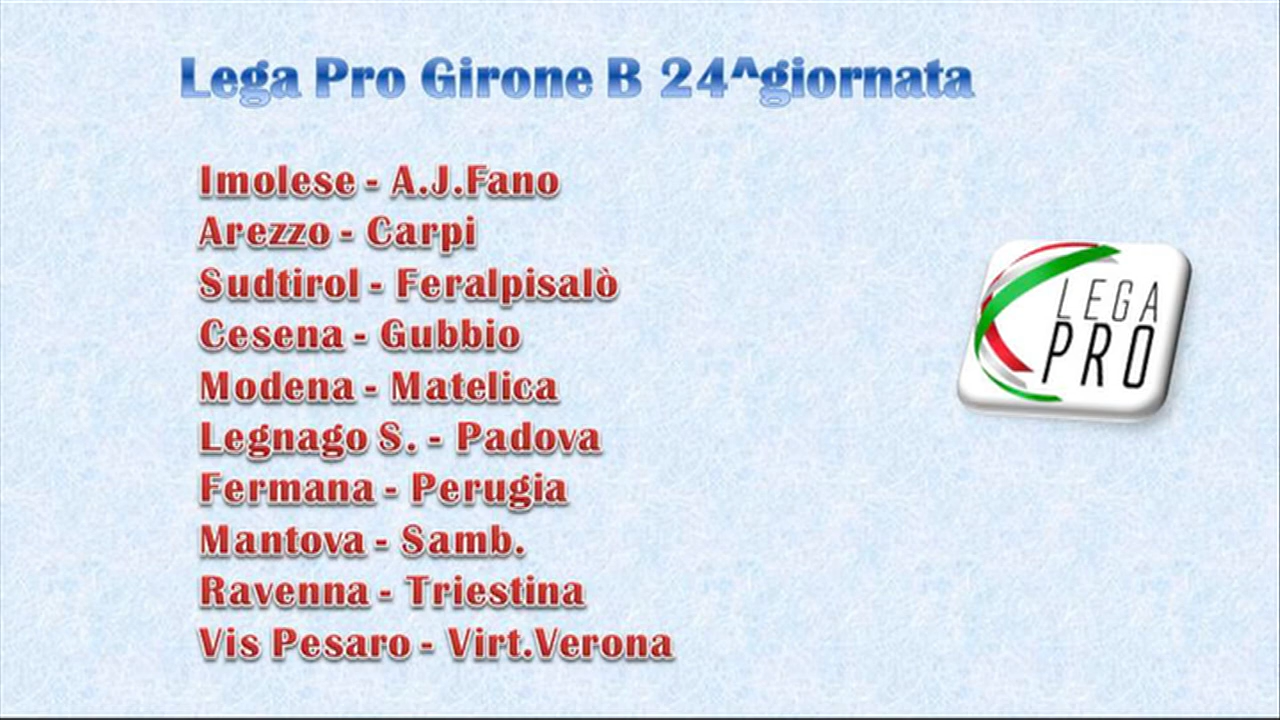 Lega Pro Girone B 24^giornata
Imolese - A.J.Fano
Arezzo - Carpi
Sudtirol - Feralpisalò
Cesena - Gubbio
Modena - Matelica
Legnago S. - Padova
Fermana - Perugia
Mantova - Samb.
Ravenna - Triestina
Vis Pesaro - Virt.Verona
LEGA
PRO